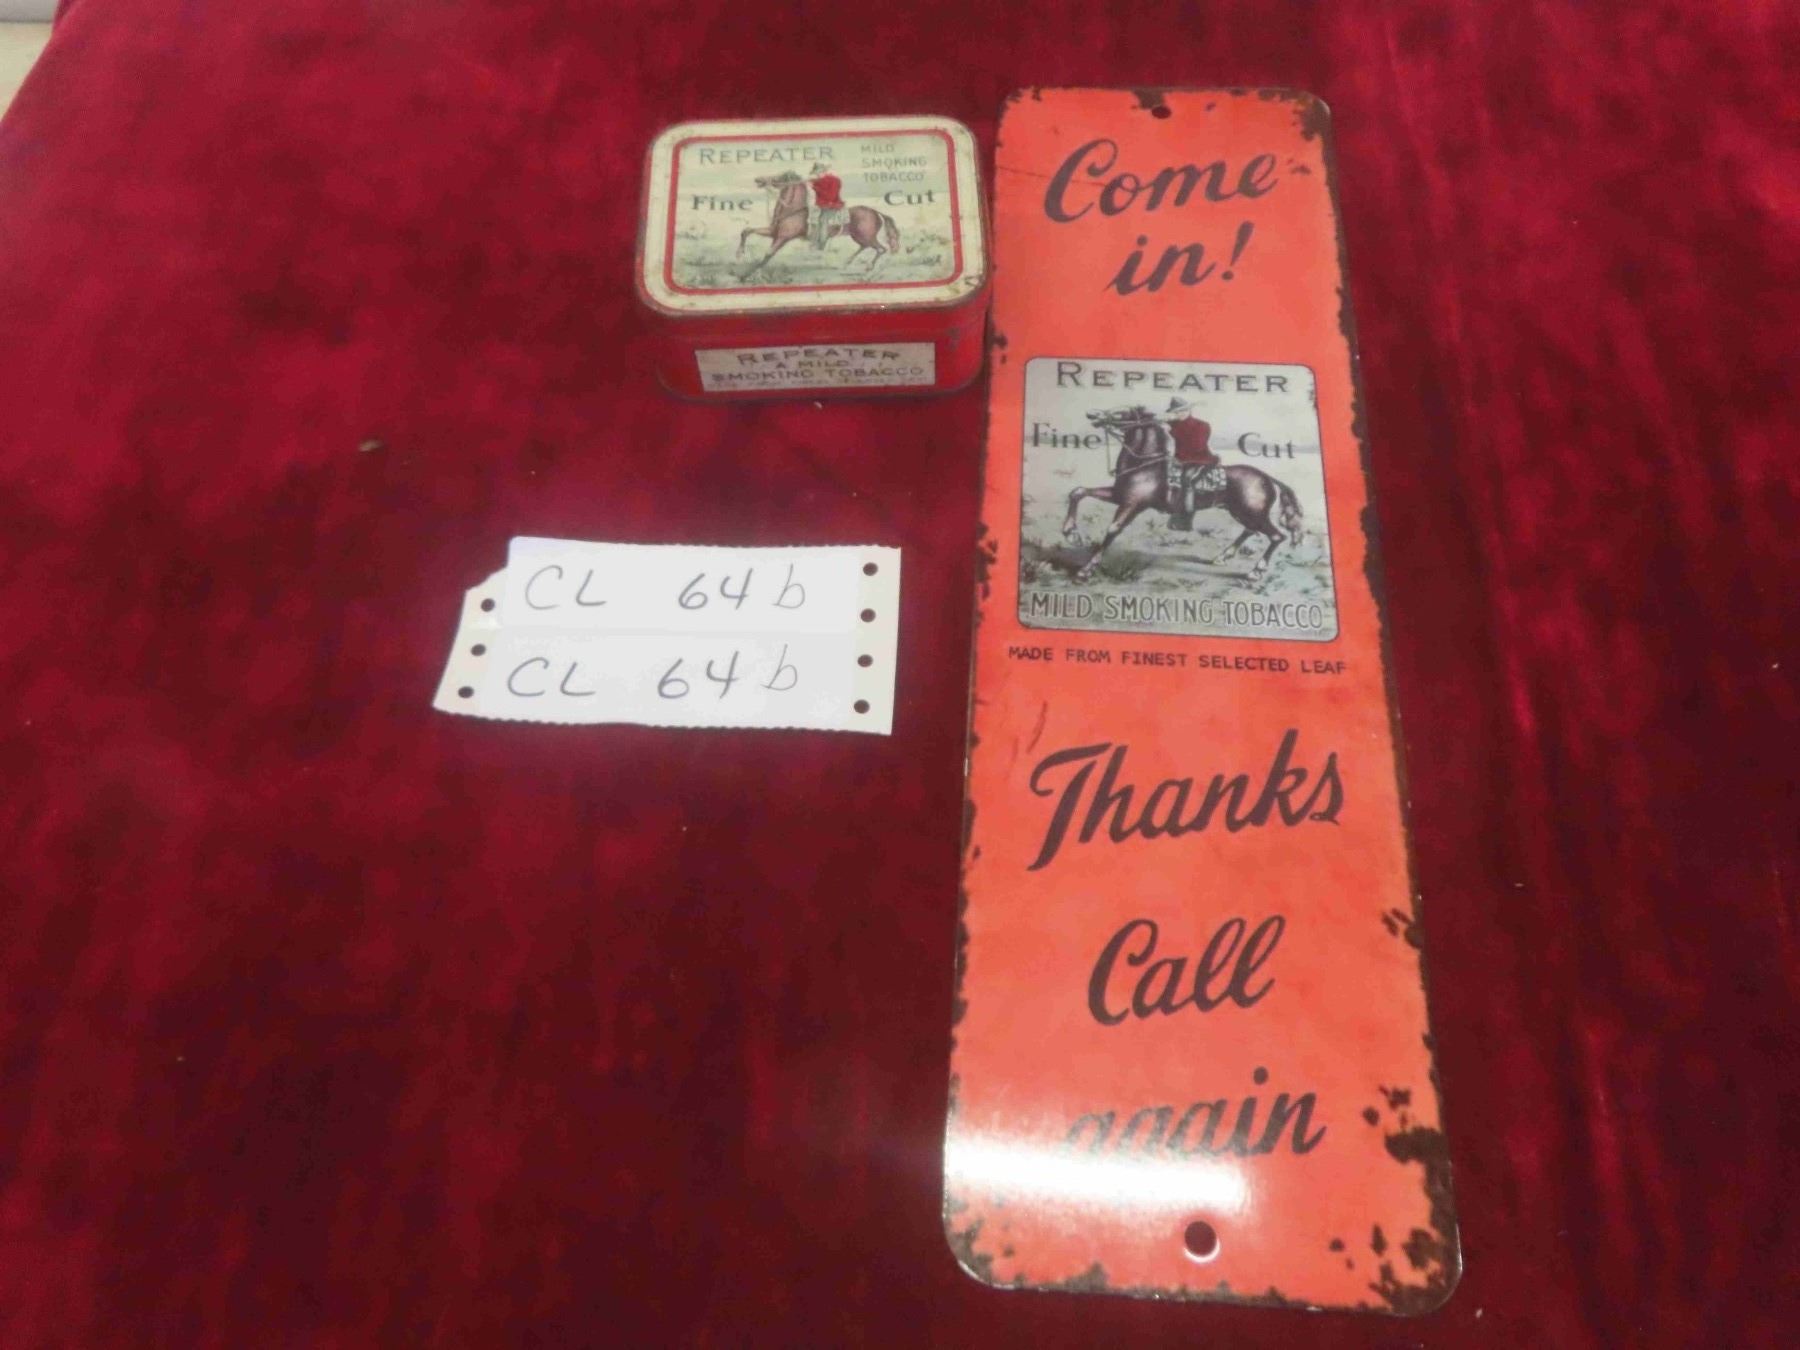 REPEATER
MILD
SMOKING
TOBACCO
Fine Cut
REPEATER
A MILD
SMOKING TOBACCO
CL 64b
CL 64b
Come
in!
REPEATER
Fine Cut
MILD SMOKING TOBACCO
MADE FROM FINEST SELECTED LEAF
Thanks
Call
again